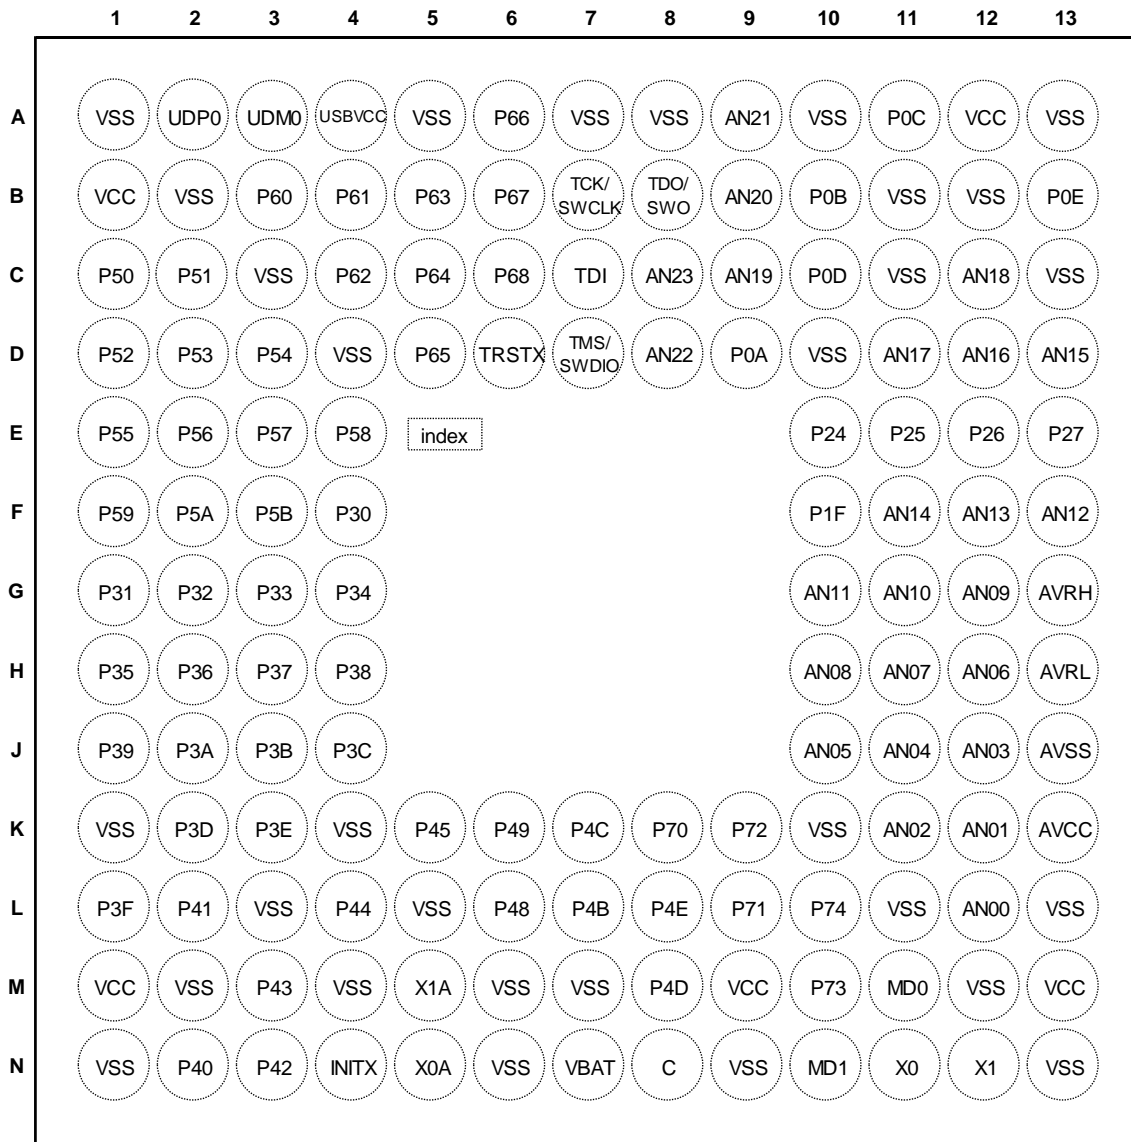 1 2 3 4 5 6 7 8 9 10 11 12 13
A VSS UDP0 UDM0 USBVCC VSS P66 VSS VSS AN21 VSS P0C VCC VSS
B VCC VSS P60 P61 P63 P67 TCK/ SWCLK TDO/ SWO AN20 P0B VSS VSS P0E
C P50 P51 VSS P62 P64 P68 TDI AN23 AN19 P0D VSS AN18 VSS
D P52 P53 P54 VSS P65 TRSTX TMS/ SWDIO AN22 P0A VSS AN17 AN16 AN15
E P55 P56 P57 P58 index P24 P25 P26 P27
F P59 P5A P5B P30 P1F AN14 AN13 AN12
G P31 P32 P33 P34 AN11 AN10 AN09 AVRH
H P35 P36 P37 P38 AN08 AN07 AN06 AVRL
J P39 P3A P3B P3C AN05 AN04 AN03 AVSS
K VSS P3D P3E VSS P45 P49 P4C P70 P72 VSS AN02 AN01 AVCC
L P3F P41 VSS P44 VSS P48 P4B P4E P71 P74 VSS AN00 VSS
M VCC VSS P43 VSS X1A VSS VSS P4D VCC P73 MD0 VSS VCC
N VSS P40 P42 INITX X0A VSS VBAT C VSS MD1 X0 X1 VSS